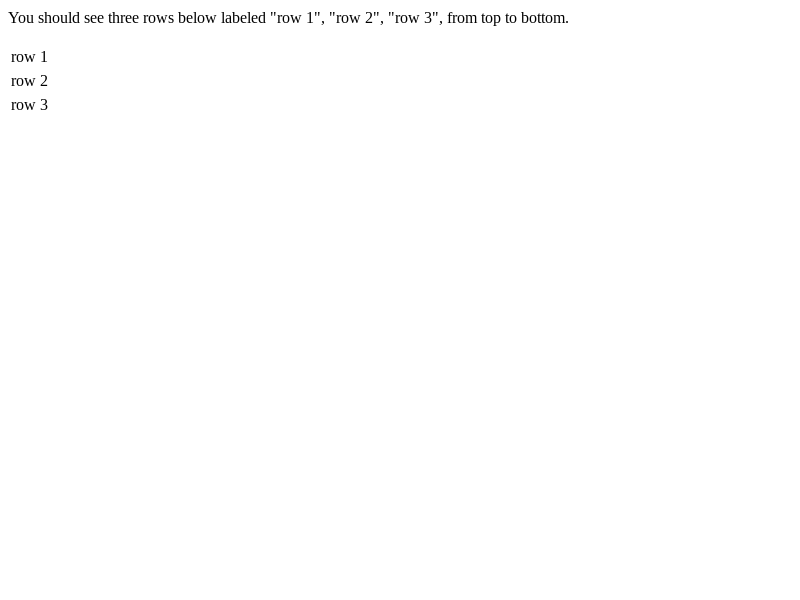 You should see three rows below labeled "row 1", "row 2", "row 3", from top to bottom.
row 1
row 2
row 3